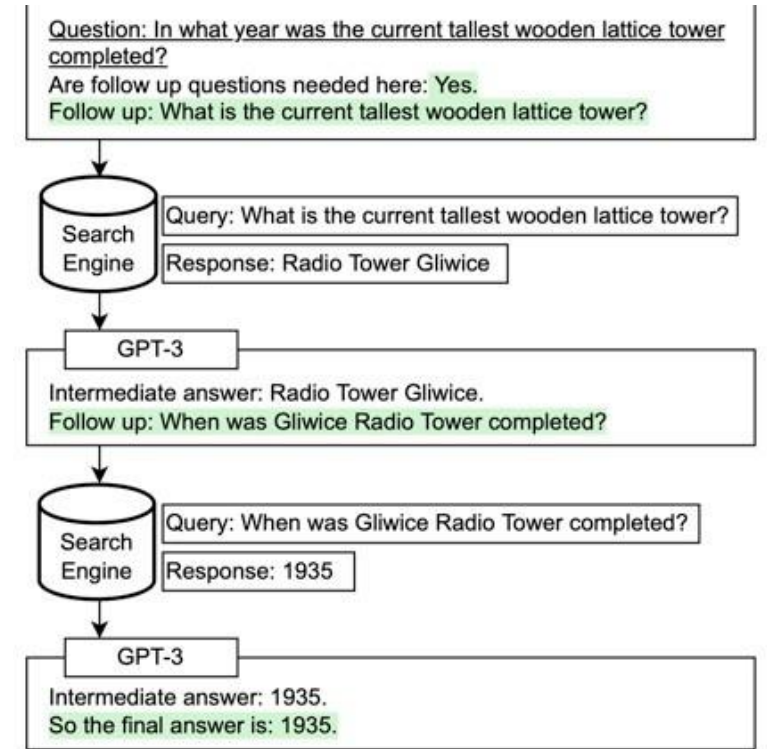 Question: In what year was the current tallest wooden lattice tower
completed?
Are follow up questions needed here: Yes.
Follow up: What is the current tallest wooden lattice tower?
Search
Engine
Query: What is the current tallest wooden lattice tower?
Response: Radio Tower Gliwice
GPT-3
Intermediate answer: Radio Tower Gliwice.
Follow up: When was Gliwice Radio Tower completed?
Search
Engine
Query: When was Gliwice Radio Tower completed?
Response: 1935
GPT-3
Intermediate answer: 1935.
So the final answer is: 1935.